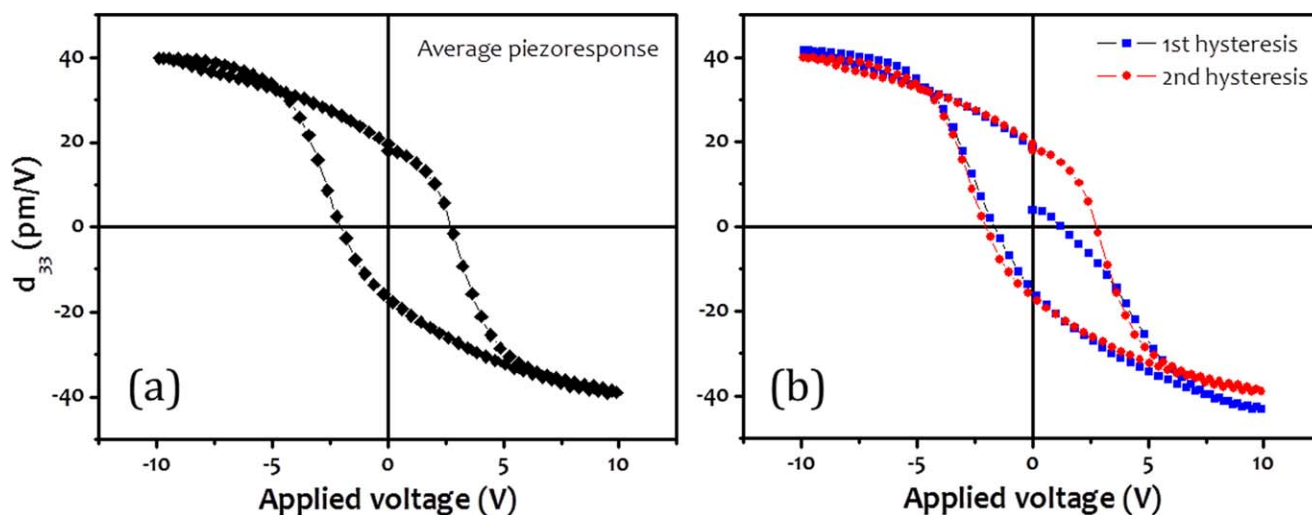 Average piezoresponse
d33 (pm/V)
40
20
0
-20
-40
(a)
-10
-5
0
5
10
Applied voltage (V)
1st hysteresis
2nd hysteresis
40
20
0
-20
-40
(b)
-10
-5
0
5
10
Applied voltage (V)